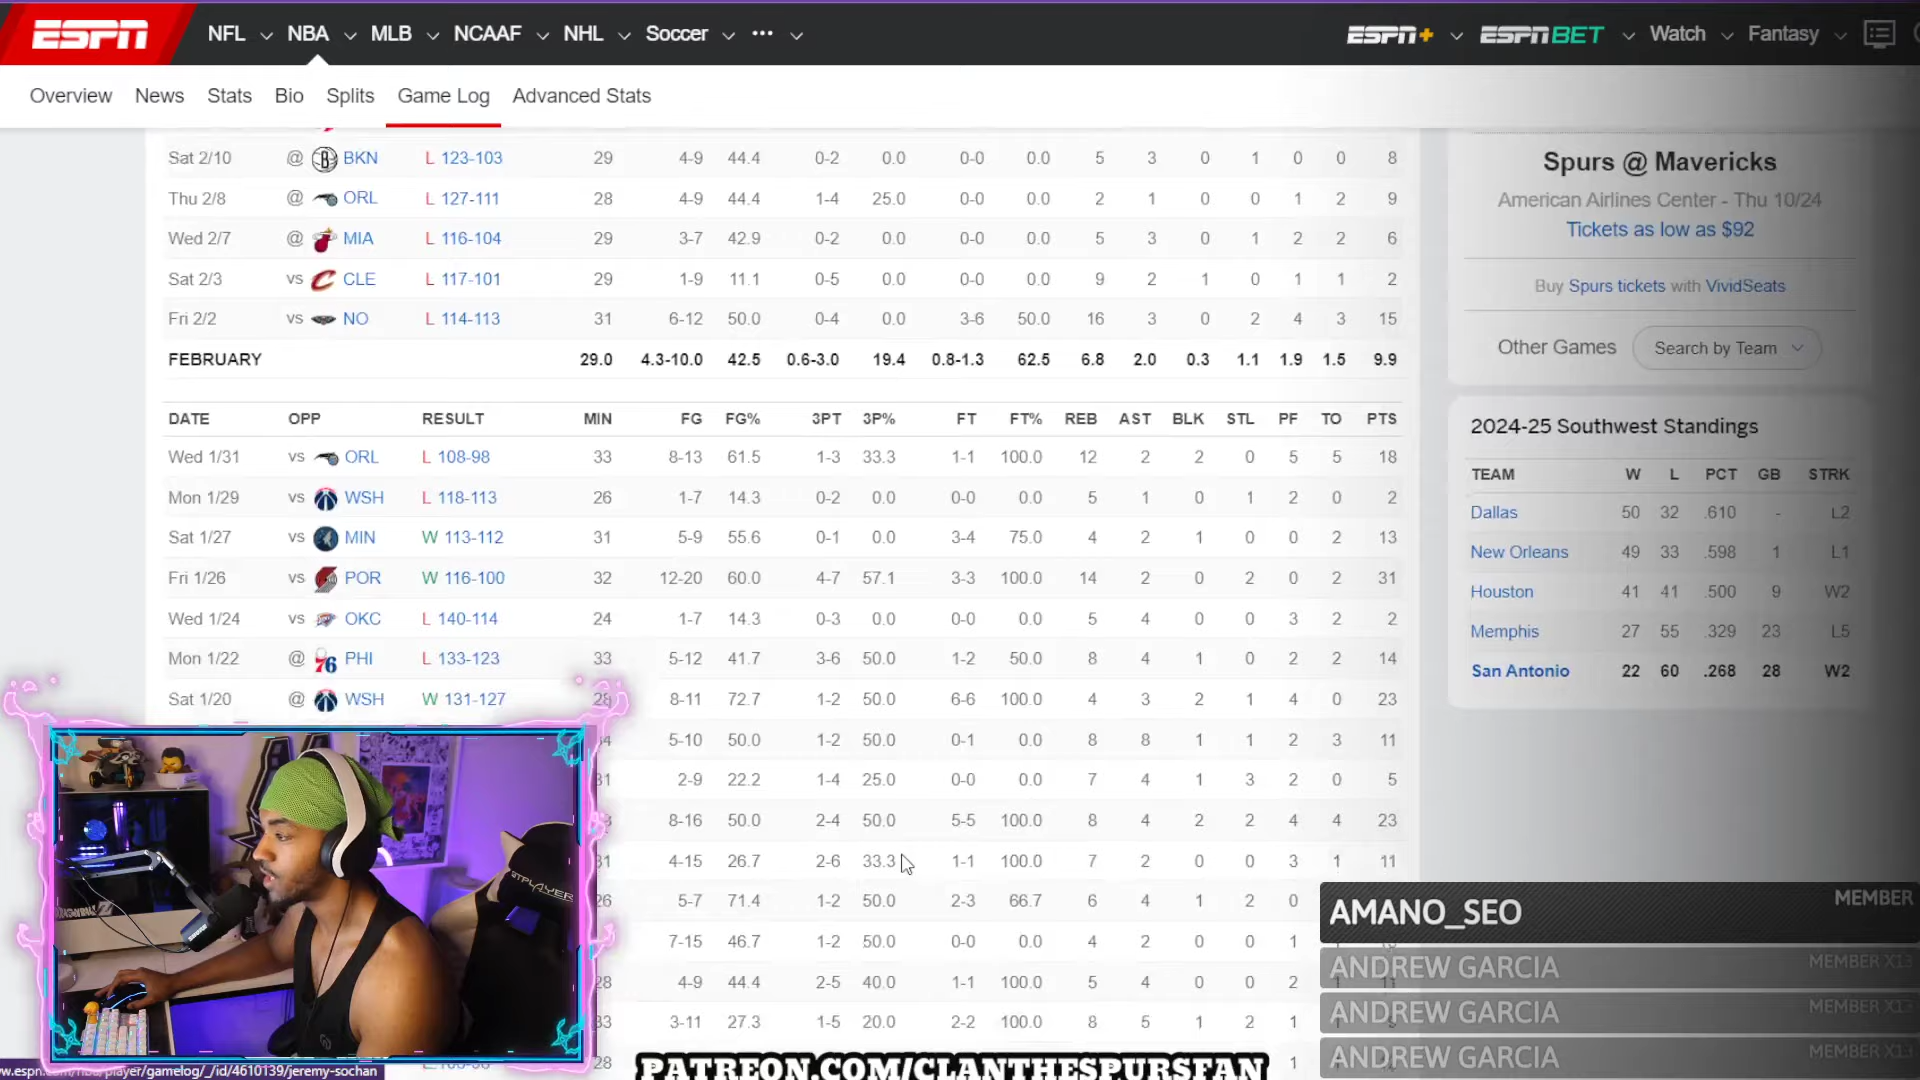 ESPN NFL NBA MLB NCAAF NHL Soccer ••• ESPN+ ESPN BET Watch Fantasy
Overview News Stats Bio Splits Game Log Advanced Stats
Sat 2/10 @ BKN L 123-103 29 4-9 44.4 0-2 0.0 0-0 0.0 5 3 0 1 0 0 8
Thu 2/8 @ ORL L 127-111 28 4-9 44.4 1-4 25.0 0-0 0.0 2 1 0 0 1 2 9
Wed 2/7 @ MIA L 116-104 29 3-7 42.9 0-2 0.0 0-0 0.0 5 3 0 1 2 2 6
Sat 2/3 vs CLE L 117-101 29 1-9 11.1 0-5 0.0 0-0 0.0 9 2 1 0 1 1 2
Fri 2/2 vs NO L 114-113 31 6-12 50.0 0-4 0.0 3-6 50.0 16 3 0 2 4 3 15
FEBRUARY 29.0 4.3-10.0 42.5 0.6-3.0 19.4 0.8-1.3 62.5 6.8 2.0 0.3 1.1 1.9 1.5 9.9
DATE OPP RESULT MIN FG FG% 3PT 3P% FT FT% REB AST BLK STL PF TO PTS
Wed 1/31 vs ORL L 108-98 33 8-13 61.5 1-3 33.3 1-1 100.0 12 2 2 0 5 5 18
Mon 1/29 vs WSH L 118-113 26 1-7 14.3 0-2 0.0 0-0 0.0 5 1 0 1 2 0 2
Sat 1/27 vs MIN W 113-112 31 5-9 55.6 0-1 0.0 3-4 75.0 4 2 1 0 0 2 13
Fri 1/26 vs POR W 116-100 32 12-20 60.0 4-7 57.1 3-3 100.0 14 2 0 2 0 2 31
Wed 1/24 vs OKC L 140-114 24 1-7 14.3 0-3 0.0 0-0 0.0 5 4 0 0 3 2 2
Mon 1/22 @ 76 PHI L 133-123 33 5-12 41.7 3-6 50.0 1-2 50.0 8 4 1 0 2 2 14
Sat 1/20 @ WSH W 131-127 28 8-11 72.7 1-2 50.0 6-6 100.0 4 3 2 1 4 0 23
5-10 50.0 1-2 50.0 0-1 0.0 8 8 1 1 2 3 11
31 2-9 22.2 1-4 25.0 0-0 0.0 7 4 1 3 2 0 5
8-16 50.0 2-4 50.0 5-5 100.0 8 4 2 2 4 4 23
31 4-15 26.7 2-6 33.3 1-1 100.0 7 2 0 0 3 1 11
26 5-7 71.4 1-2 50.0 2-3 66.7 6 4 1 2 0
7-15 46.7 1-2 50.0 0-0 0.0 4 2 0 0 1
28 4-9 44.4 2-5 40.0 1-1 100.0 5 4 0 0 2
33 3-11 27.3 1-5 20.0 2-2 100.0 8 5 1 2 1
28 1
Spurs @ Mavericks
American Airlines Center - Thu 10/24
Tickets as low as $92
Buy Spurs tickets with VividSeats
Other Games Search by Team
2024-25 Southwest Standings
TEAM W L PCT GB STRK
Dallas 50 32 .610 - L2
New Orleans 49 33 .598 1 L1
Houston 41 41 .500 9 W2
Memphis 27 55 .329 23 L5
San Antonio 22 60 .268 28 W2
AMANO_SEO MEMBER
ANDREW GARCIA MEMBER X13
ANDREW GARCIA MEMBER X13
ANDREW GARCIA MEMBER X13
PATREON.COM/CLANTHESPURSFAN
w.espn.com/nba/player/gamelog/_/id/4610139/jeremy-sochan